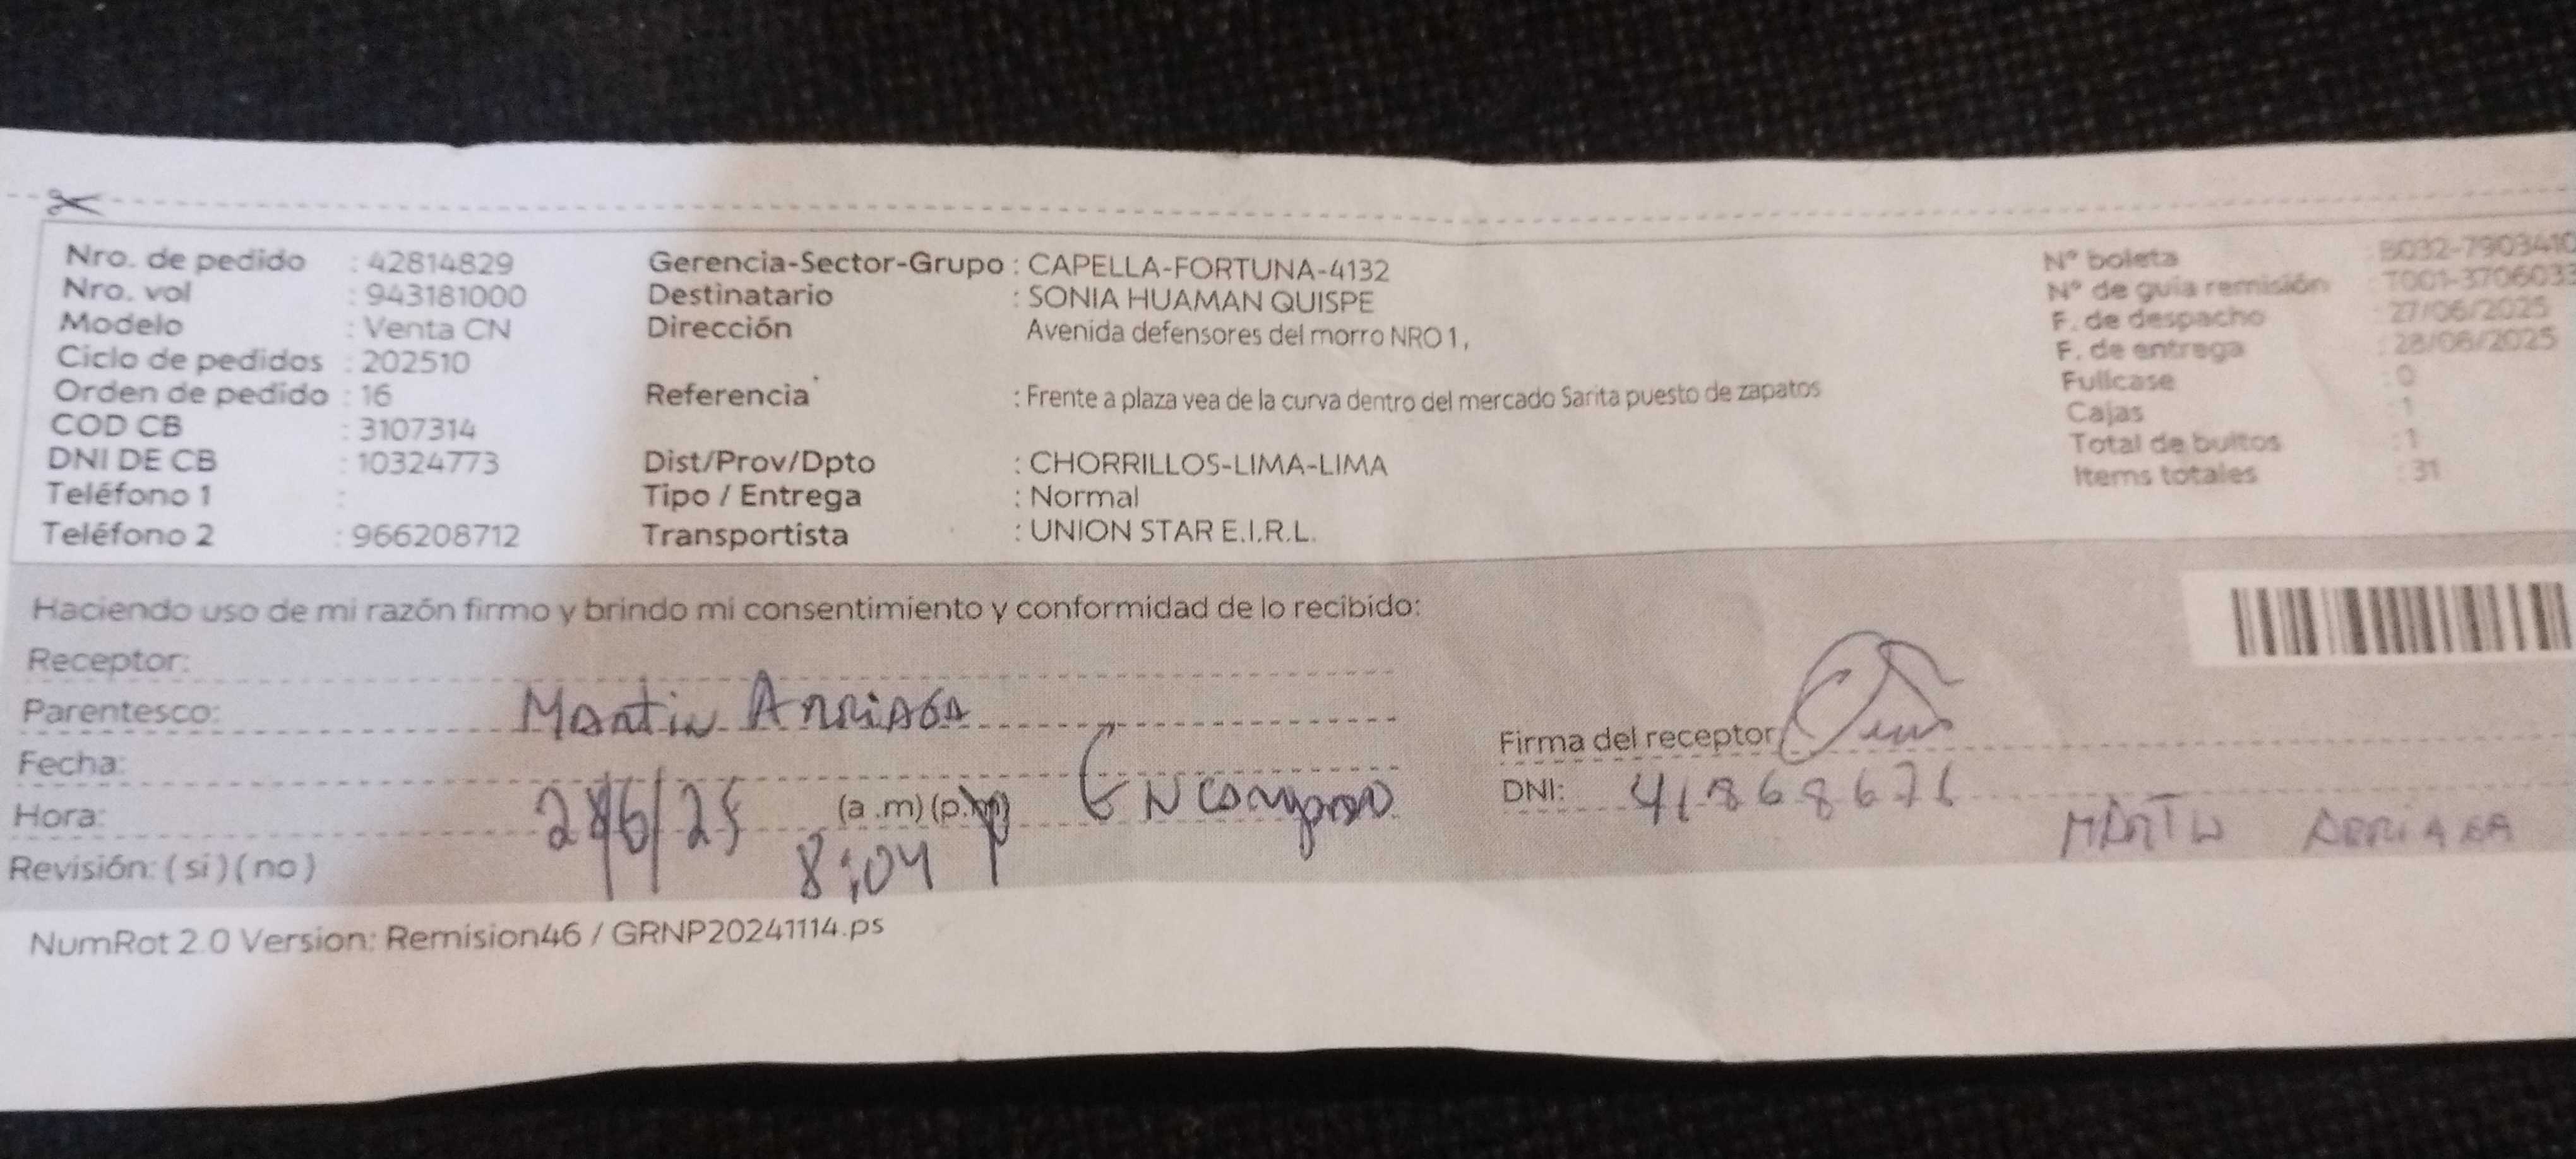 Nro. de pedido : 42814829
Nro. vol : 943181000
Modelo : Venta CN
Ciclo de pedidos : 202510
Orden de pedido : 16
COD CB : 3107314
DNI DE CB : 10324773
Teléfono 1 :
Teléfono 2 : 966208712
Gerencia-Sector-Grupo : CAPELLA-FORTUNA-4132
Destinatario : SONIA HUAMAN QUISPE
Dirección Avenida defensores del morro NRO 1,
Referencia : Frente a plaza vea de la curva dentro del mercado Sarita puesto de zapatos
Dist/Prov/Dpto : CHORRILLOS-LIMA-LIMA
Tipo / Entrega : Normal
Transportista : UNION STAR E.I.R.L.
N° boleta : B032-7903410
N° de guia remisión : T001-3706033
F. de despacho : 27/06/2025
F. de entrega : 28/06/2025
Fullcase : 0
Cajas : 1
Total de bultos : 1
Items totales : 31
Haciendo uso de mi razón firmo y brindo mi consentimiento y conformidad de lo recibido:
Receptor:
Parentesco: Martin Arriaga
Fecha:
Hora: 28/6/25 (a.m) (p.m)
8:04 p
Revisión: (si) (no)
Firma del receptor
DNI: 41868676
MARTIN ARRIAGA
NumRot 2.0 Version: Remision46 / GRNP20241114.ps